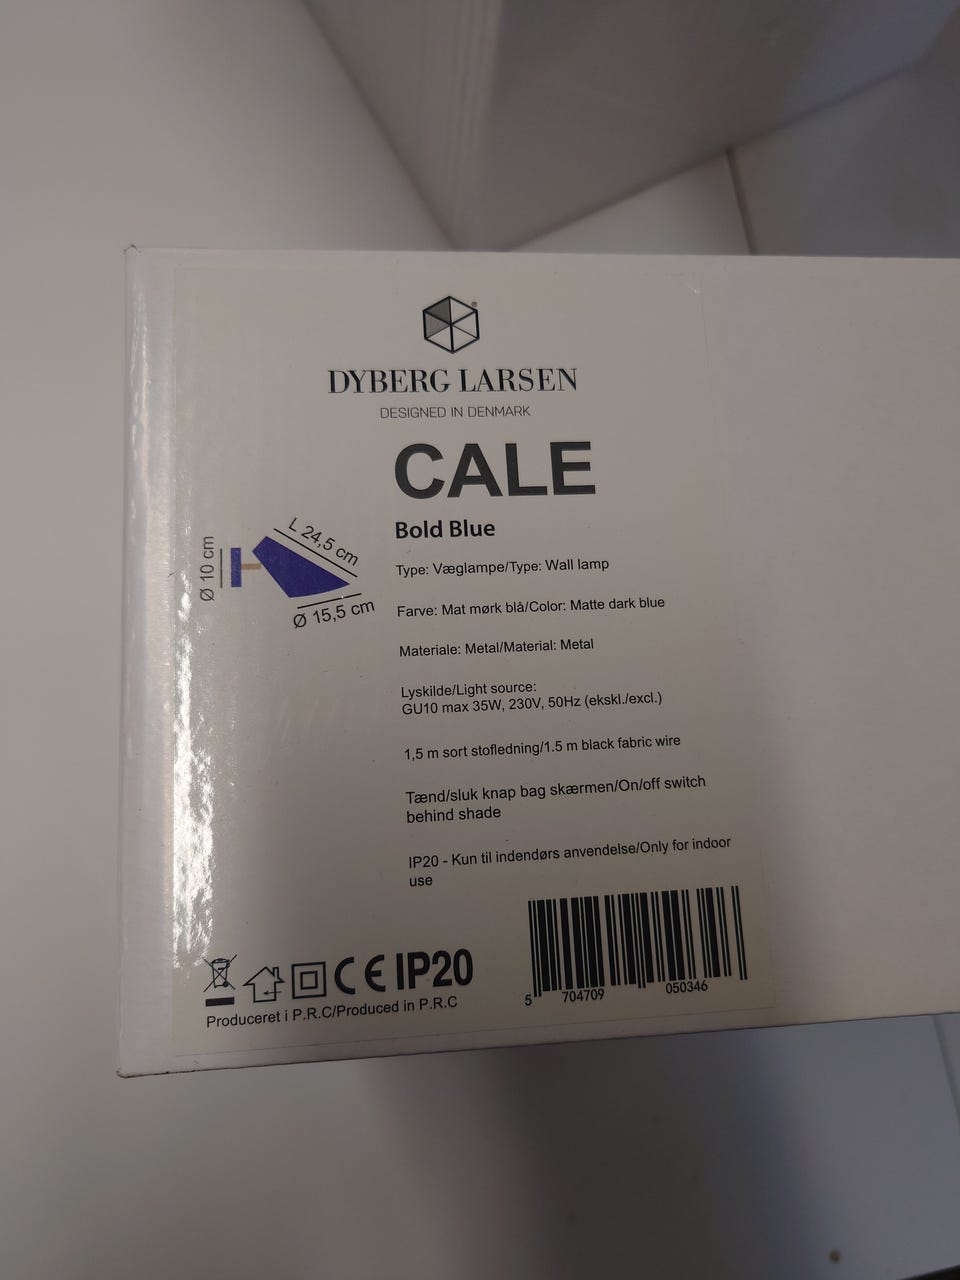 DYBERG LARSEN
DESIGNED IN DENMARK
CALE
Bold Blue
Ø 10 cm
L 24,5 cm
Ø 15,5 cm
Type: Væglampe/Type: Wall lamp
Farve: Mat mørk blå/Color: Matte dark blue
Materiale: Metal/Material: Metal
Lyskilde/Light source:
GU10 max 35W, 230V, 50Hz (ekskl./excl.)
1,5 m sort stofledning/1.5 m black fabric wire
Tænd/sluk knap bag skærmen/On/off switch
behind shade
IP20 - Kun til indendørs anvendelse/Only for indoor
use
CE IP20
Produceret i P.R.C/Produced in P.R.C
5 704709 050346